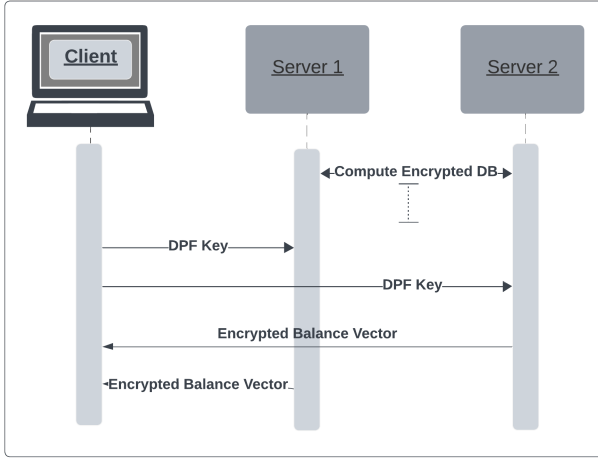 Client
Server 1
Server 2
Compute Encrypted DB
DPF Key
DPF Key
Encrypted Balance Vector
Encrypted Balance Vector